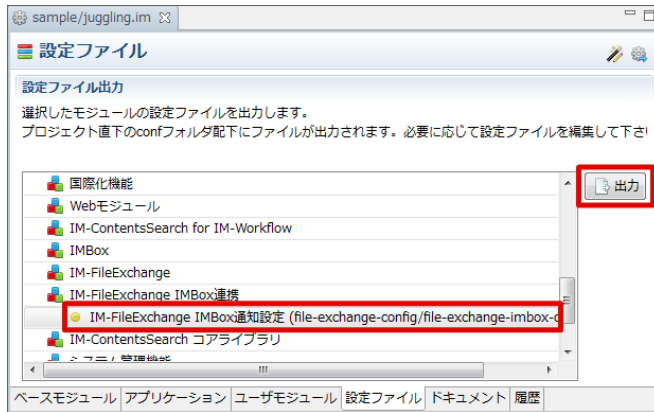 sample/juggling.im
設定ファイル
設定ファイル出力
選択したモジュールの設定ファイルを出力します。
プロジェクト直下のconfフォルダ配下にファイルが出力されます。必要に応じて設定ファイルを編集して下さい
国際化機能
出力
Webモジュール
IM-ContentsSearch for IM-Workflow
IMBox
IM-FileExchange
IM-FileExchange IMBox連携
IM-FileExchange IMBox通知設定 (file-exchange-config/file-exchange-imbox-c
IM-ContentsSearch コアライブラリ
システム管理機能
ベースモジュール アプリケーション ユーザモジュール 設定ファイル ドキュメント 履歴